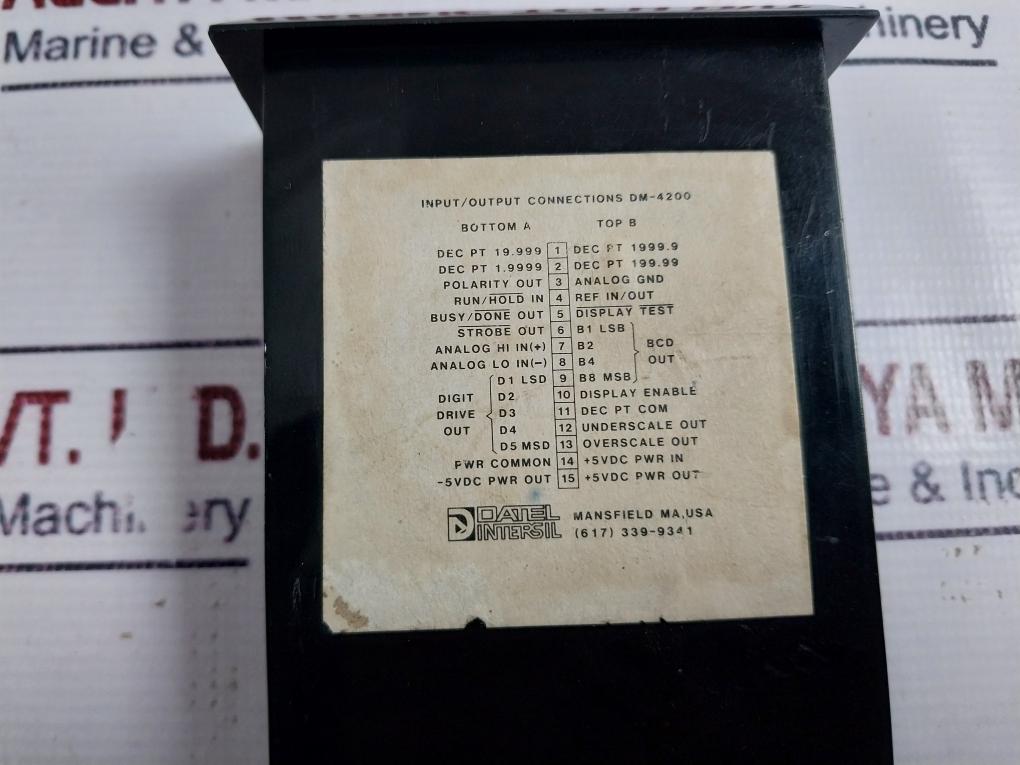 Marine &
hinery
INPUT/OUTPUT CONNECTIONS DM-4200
BOTTOM A TOP B
DEC PT 19.999 1 DEC PT 1999.9
DEC PT 1.9999 2 DEC PT 199.99
POLARITY OUT 3 ANALOG GND
RUN/HOLD IN 4 REF IN/OUT
BUSY/DONE OUT 5 DISPLAY TEST
STROBE OUT 6 B1 LSB
ANALOG HI IN(+) 7 B2 BCD
ANALOG LO IN(-) 8 B4 OUT
D1 LSD 9 B8 MSB
DIGIT D2 10 DISPLAY ENABLE
DRIVE D3 11 DEC PT COM
OUT D4 12 UNDERSCALE OUT
D5 MSD 13 OVERSCALE OUT
PWR COMMON 14 +5VDC PWR IN
-5VDC PWR OUT 15 +5VDC PWR OUT
DATEL MANSFIELD MA,USA
INTERSIL (617) 339-9341
VT. L D.
YA M
Machi ery
e & Ind